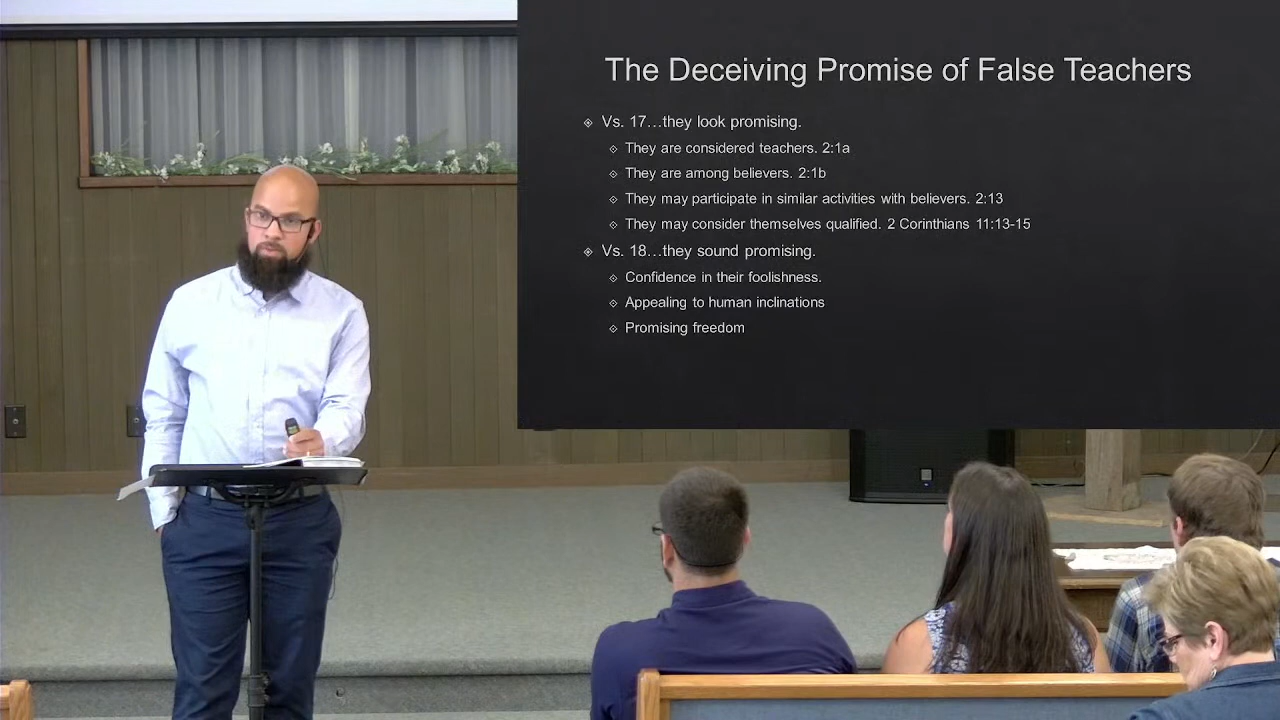 The Deceiving Promise of False Teachers
Vs. 17…they look promising.
They are considered teachers. 2:1a
They are among believers. 2:1b
They may participate in similar activities with believers. 2:13
They may consider themselves qualified. 2 Corinthians 11:13-15
Vs. 18…they sound promising.
Confidence in their foolishness.
Appealing to human inclinations
Promising freedom